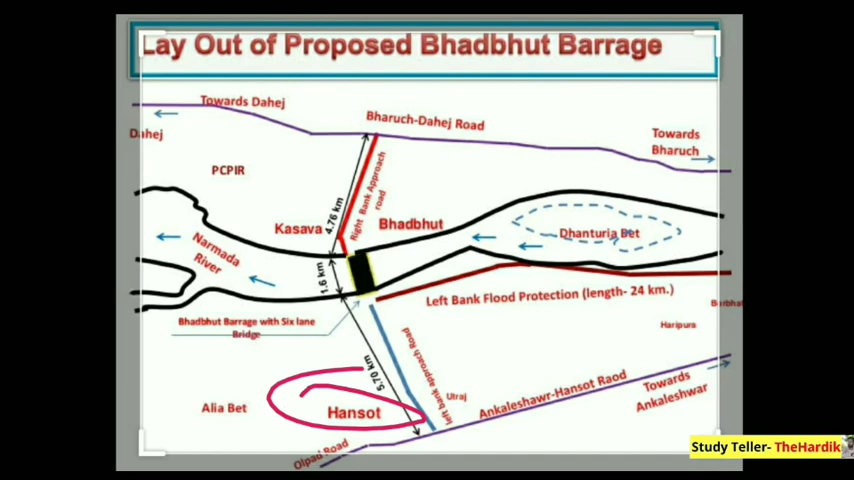 Lay Out of Proposed Bhadbhut Barrage
Towards Dahej
Bharuch-Dahej Road
Dahej
Towards
Bharuch
PCPIR
4.76 km
Right Bank Approach
road
Kasava
Bhadbhut
Dhanturia Bet
Narmada
River
1.6 km
Left Bank Flood Protection (length- 24 km.)
Bhadbhut Barrage with Six lane
Bridge
Haripura
5.70 km
left bank approach Road
Utraj
Alia Bet
Hansot
Ankaleshawr-Hansot Raod
Towards
Ankaleshwar
Olpad Road
Study Teller- TheHardik